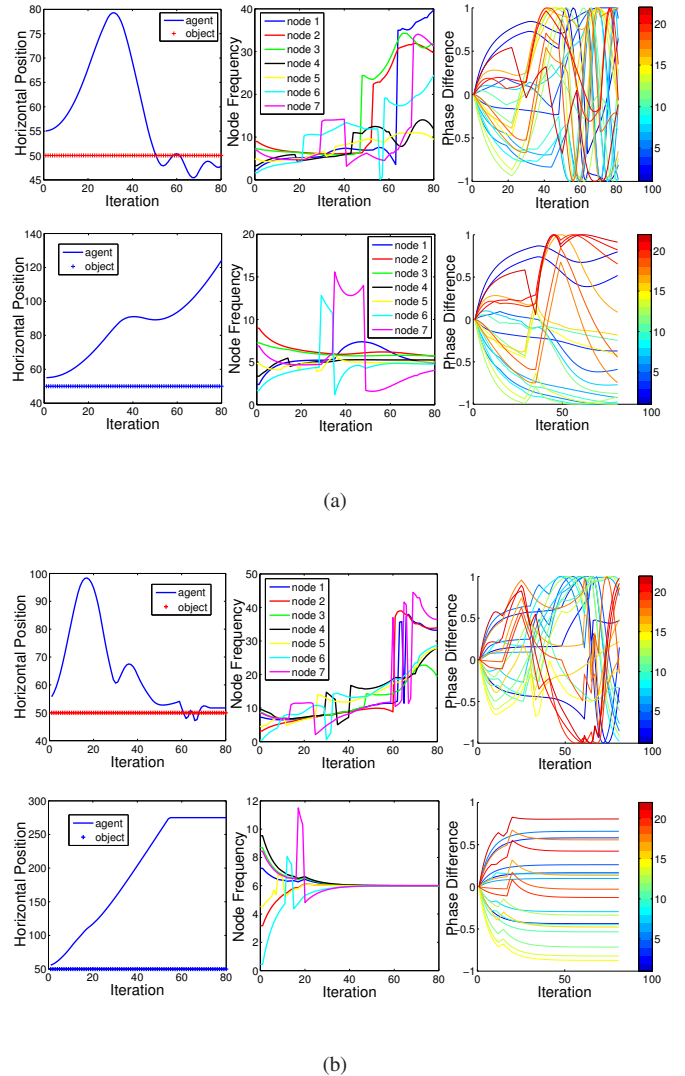 80
75
70
65
60
55
50
45
0
20
40
60
80
Horizontal Position
Iteration
agent
object
40
30
20
10
0
0
20
40
60
80
Node Frequency
Iteration
node 1
node 2
node 3
node 4
node 5
node 6
node 7
1
0.5
0
-0.5
−1
0
20
40
60
80
100
Phase Difference
Iteration
20
15
10
5
140
120
100
80
60
40
0
20
40
60
80
Horizontal Position
Iteration
agent
object
20
15
10
5
0
0
20
40
60
80
Node Frequency
Iteration
node 1
node 2
node 3
node 4
node 5
node 6
node 7
1
0.5
0
−0.5
−1
0
50
100
Phase Difference
Iteration
20
15
10
5
(a)
100
90
80
70
60
50
40
0
20
40
60
80
Horizontal Position
Iteration
agent
object
50
40
30
20
10
0
0
20
40
60
80
Node Frequency
Iteration
node 1
node 2
node 3
node 4
node 5
node 6
node 7
1
0.5
0
−0.5
−1
0
50
100
Phase Difference
Iteration
20
15
10
5
300
250
200
150
100
50
0
20
40
60
80
Horizontal Position
Iteration
agent
object
12
10
8
6
4
2
0
0
20
40
60
80
Node Frequency
Iteration
1
0.5
0
−0.5
−1
0
50
100
Phase Difference
Iteration
20
15
10
5
(b)